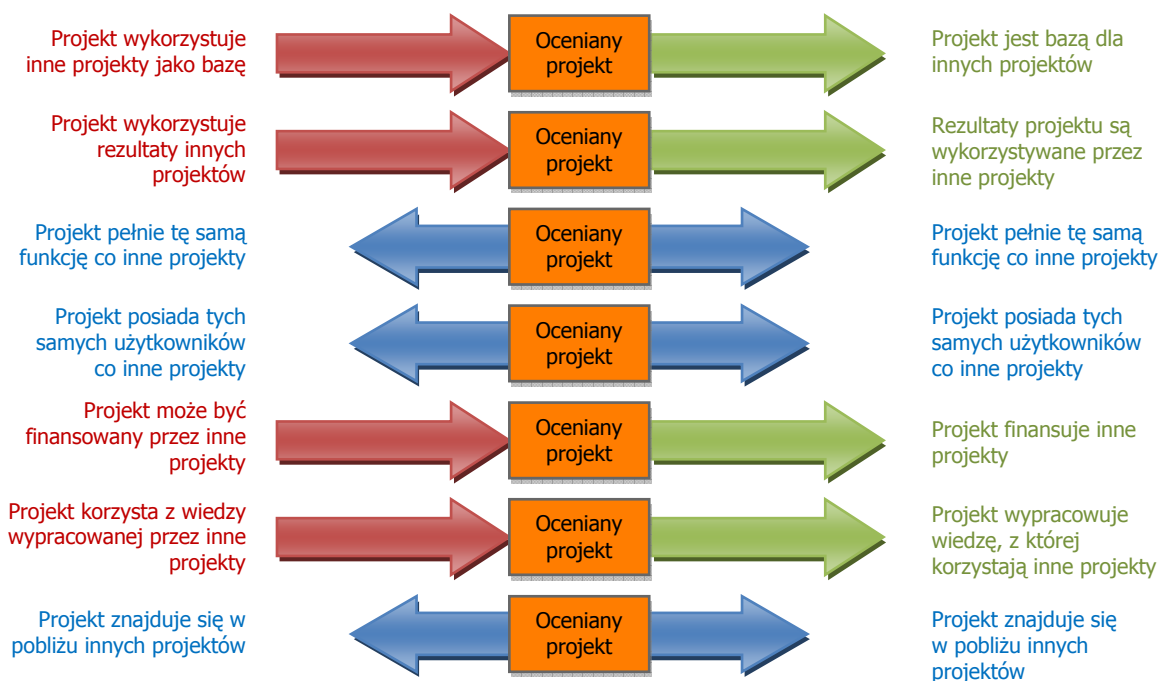 Projekt wykorzystuje
inne projekty jako bazę
Oceniany
projekt
Projekt jest bazą dla
innych projektów
Projekt wykorzystuje
rezultaty innych
projektów
Oceniany
projekt
Rezultaty projektu są
wykorzystywane przez
inne projekty
Projekt pełnie tę samą
funkcję co inne projekty
Oceniany
projekt
Projekt pełnie tę samą
funkcję co inne projekty
Projekt posiada tych
samych użytkowników
co inne projekty
Oceniany
projekt
Projekt posiada tych
samych użytkowników
co inne projekty
Projekt może być
finansowany przez inne
projekty
Oceniany
projekt
Projekt finansuje inne
projekty
Projekt korzysta z wiedzy
wypracowanej przez inne
projekty
Oceniany
projekt
Projekt wypracowuje
wiedzę, z której
korzystają inne projekty
Projekt znajduje się w
pobliżu innych projektów
Oceniany
projekt
Projekt znajduje się
w pobliżu innych
projektów